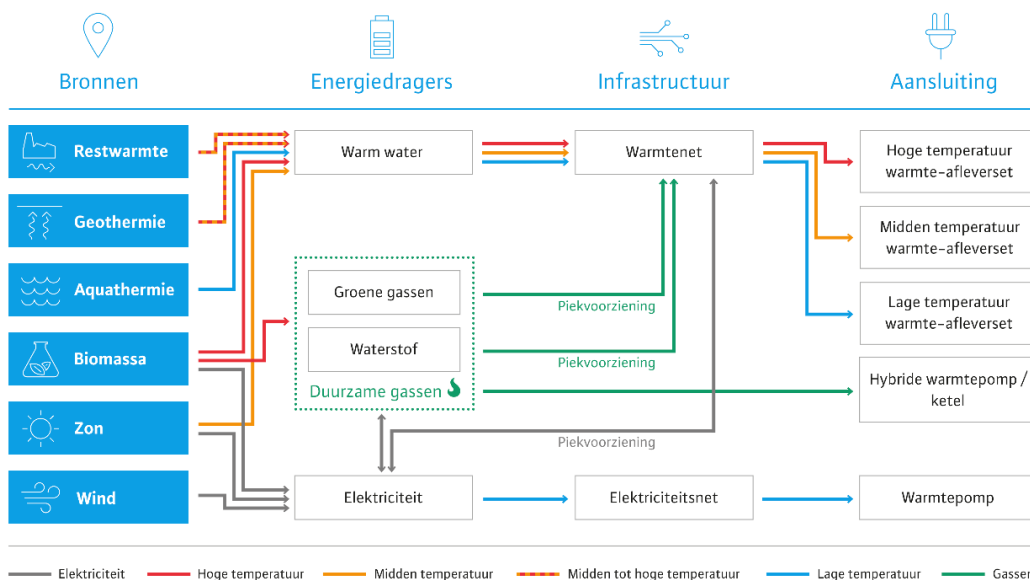 Bronnen
Energiedragers
Infrastructuur
Aansluiting
Restwarmte
Geothermie
Aquathermie
Biomassa
Zon
Wind
Warm water
Groene gassen
Waterstof
Duurzame gassen
Elektriciteit
Warmtenet
Piekvoorziening
Piekvoorziening
Piekvoorziening
Elektriciteitsnet
Hoge temperatuur
warmte-afleverset
Midden temperatuur
warmte-afleverset
Lage temperatuur
warmte-afleverset
Hybride warmtepomp /
ketel
Warmtepomp
Elektriciteit
Hoge temperatuur
Midden temperatuur
Midden tot hoge temperatuur
Lage temperatuur
Gassen